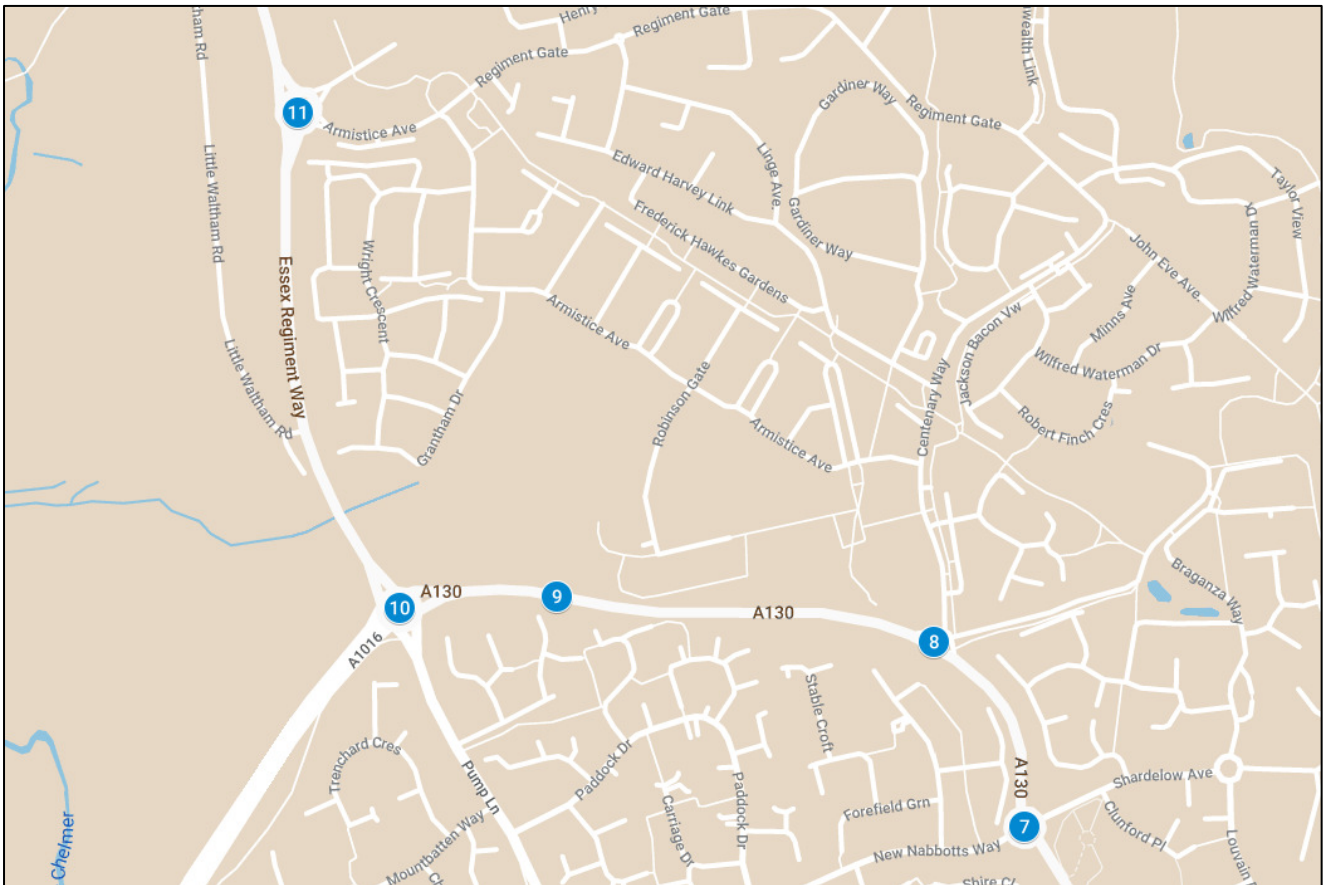 Henry
Regiment Gate
Regiment Gate
Armistice Ave
11
Little Waltham Rd
Gardiner Way
Regiment Gate
Linge Ave.
Edward Harvey Link
Taylor View
Frederick Hawkes Gardens
Gardiner Way
Wilfred Waterman Dr
John Eve Ave.
Wright Crescent
Essex Regiment Way
Armistice Ave
Minns Ave
Jackson Bacon Vw
Wilfred Waterman Dr
Little Waltham Rd
Robinson Gate
Centenary Way
Grantham Dr
Robert Finch Cres
Armistice Ave
Braganza Way
A130
9
10
A130
8
A1016
Stable Croft
Trenchard Cres
Pump Ln
Paddock Dr
Paddock Dr
A130
Shardelow Ave
Carriage Dr
Forefield Grn
Clunford Pl
7
Mountbatten Way
New Nabbotts Way
Louvain
Chelmer